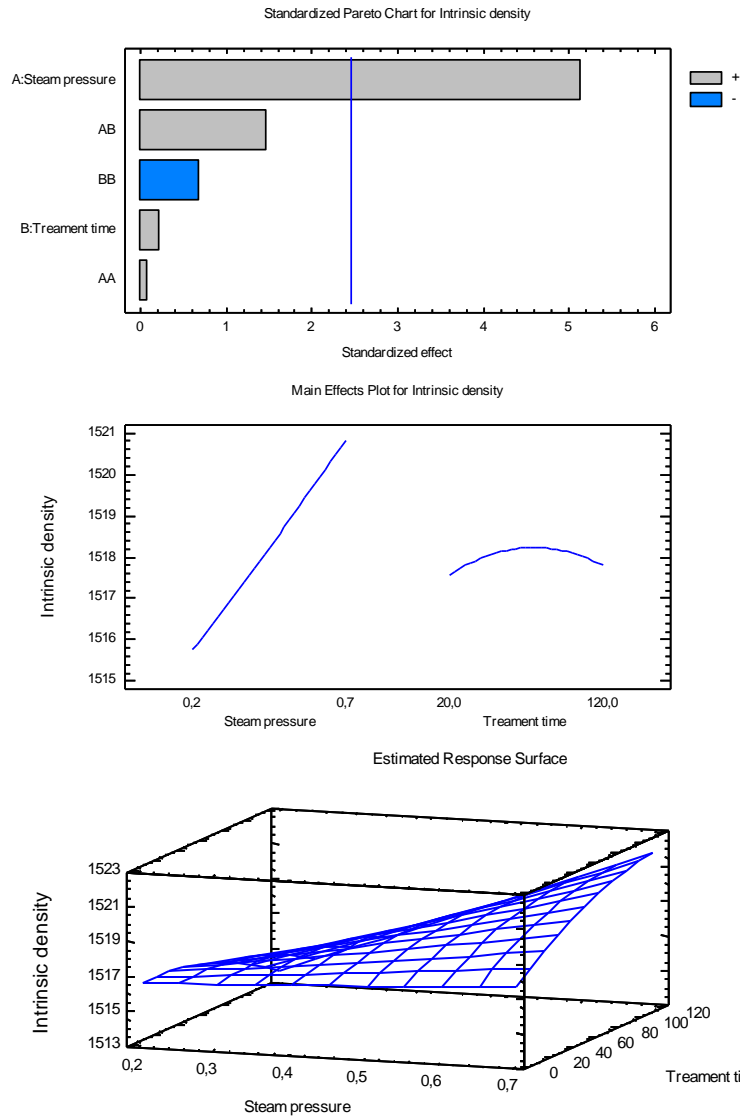 Standardized Pareto Chart for Intrinsic density
A:Steam pressure
AB
BB
B:Treament time
AA
+
-
0 1 2 3 4 5 6
Standardized effect
Main Effects Plot for Intrinsic density
1521
1520
1519
1518
1517
1516
1515
Intrinsic density
0,2 0,7 20,0 120,0
Steam pressure Treament time
Estimated Response Surface
1523
1521
1519
1517
1515
1513
Intrinsic density
0,2 0,3 0,4 0,5 0,6 0,7
Steam pressure
0 20 40 60 80 100 120
Treament ti